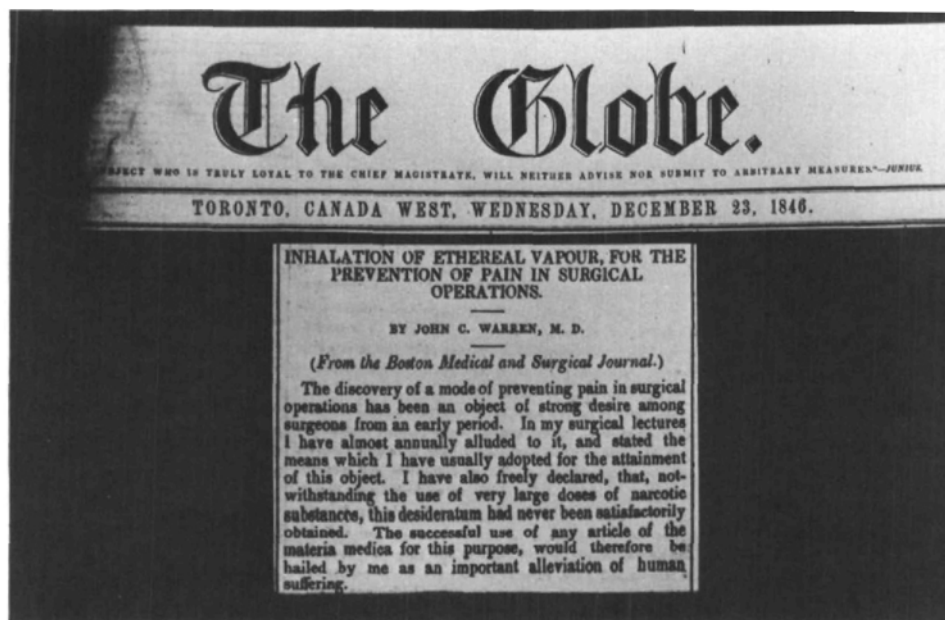 The Globe.
BJECT WHO IS TRULY LOYAL TO THE CHIEF MAGISTRATE, WILL NEITHER ADVISE NOR SUBMIT TO ARBITRARY MEASURES."—JUNIUS.
TORONTO, CANADA WEST, WEDNESDAY, DECEMBER 23, 1846.
INHALATION OF ETHEREAL VAPOUR, FOR THE
PREVENTION OF PAIN IN SURGICAL
OPERATIONS.
BY JOHN C. WARREN, M. D.
(From the Boston Medical and Surgical Journal.)
The discovery of a mode of preventing pain in surgical
operations has been an object of strong desire among
surgeons from an early period. In my surgical lectures
I have almost annually alluded to it, and stated the
means which I have usually adopted for the attainment
of this object. I have also freely declared, that, not-
withstanding the use of very large doses of narcotic
substances, this desideratum had never been satisfactorily
obtained. The successful use of any article of the
materia medica for this purpose, would therefore be
hailed by me as an important alleviation of human
suffering.